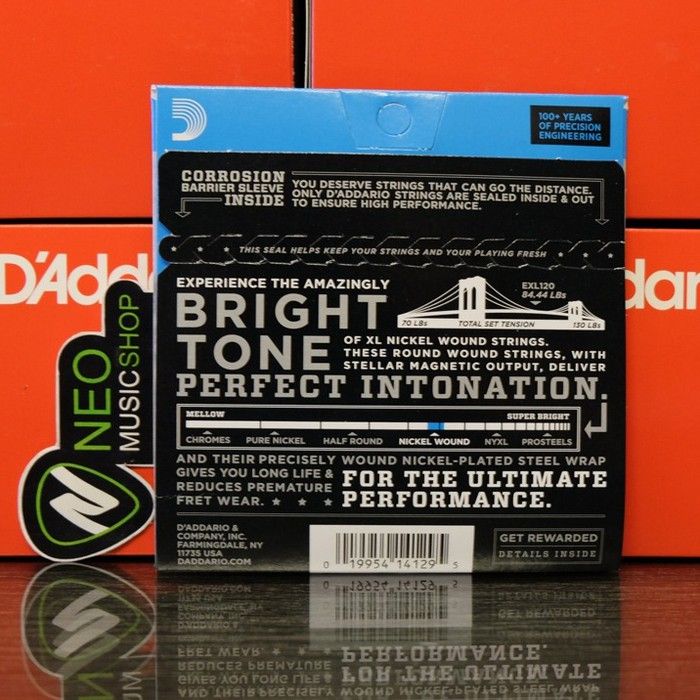 100+ YEARS
OF PRECISION
ENGINEERING
CORROSION
BARRIER SLEEVE
INSIDE
YOU DESERVE STRINGS THAT CAN GO THE DISTANCE.
ONLY D'ADDARIO STRINGS ARE SEALED INSIDE & OUT
TO ENSURE HIGH PERFORMANCE.
THIS SEAL HELPS KEEP YOUR STRINGS AND YOUR PLAYING FRESH
EXPERIENCE THE AMAZINGLY
BRIGHT
TONE
EXL120
84.44 LBs
70 LBs TOTAL SET TENSION 130 LBs
OF XL NICKEL WOUND STRINGS.
THESE ROUND WOUND STRINGS, WITH
STELLAR MAGNETIC OUTPUT, DELIVER
PERFECT INTONATION.
MELLOW SUPER BRIGHT
CHROMES PURE NICKEL HALF ROUND NICKEL WOUND NYXL PROSTEELS
AND THEIR PRECISELY WOUND NICKEL-PLATED STEEL WRAP
GIVES YOU LONG LIFE &
REDUCES PREMATURE
FRET WEAR.
FOR THE ULTIMATE
PERFORMANCE.
D'ADDARIO &
COMPANY, INC.
FARMINGDALE, NY
11735 USA
DADDARIO.COM
0 19954 14129 5
GET REWARDED
DETAILS INSIDE
D'Add
dar
NEO
MUSICSHOP